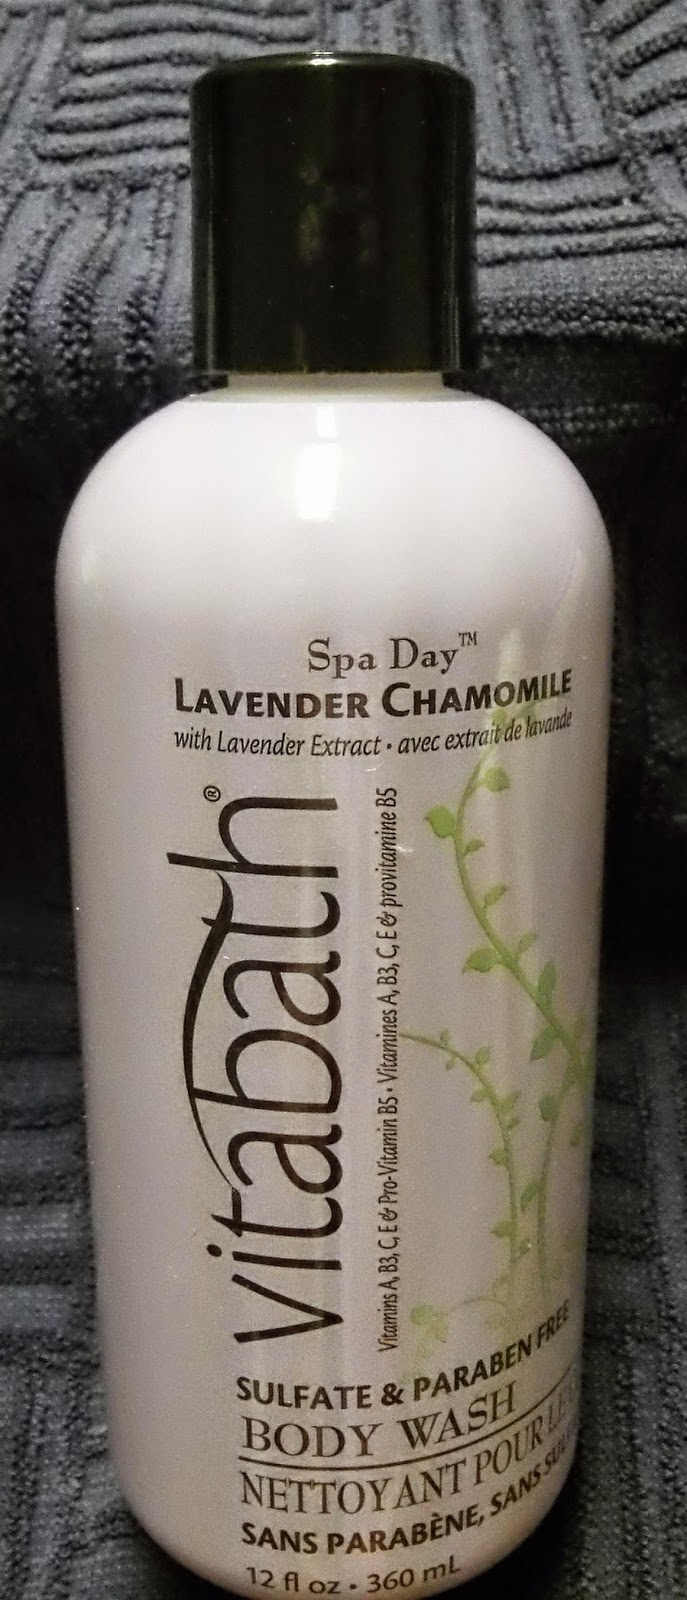 Spa Day™
LAVENDER CHAMOMILE
with Lavender Extract • avec extrait de lavande
vitabath®
Vitamins A, B3, C, E & Pro-Vitamin B5 • Vitamines A, B3, C, E & provitamine B5
SULFATE & PARABEN FREE
BODY WASH
NETTOYANT POUR
SANS PARABÈNE, SANS
12 fl oz • 360 mL